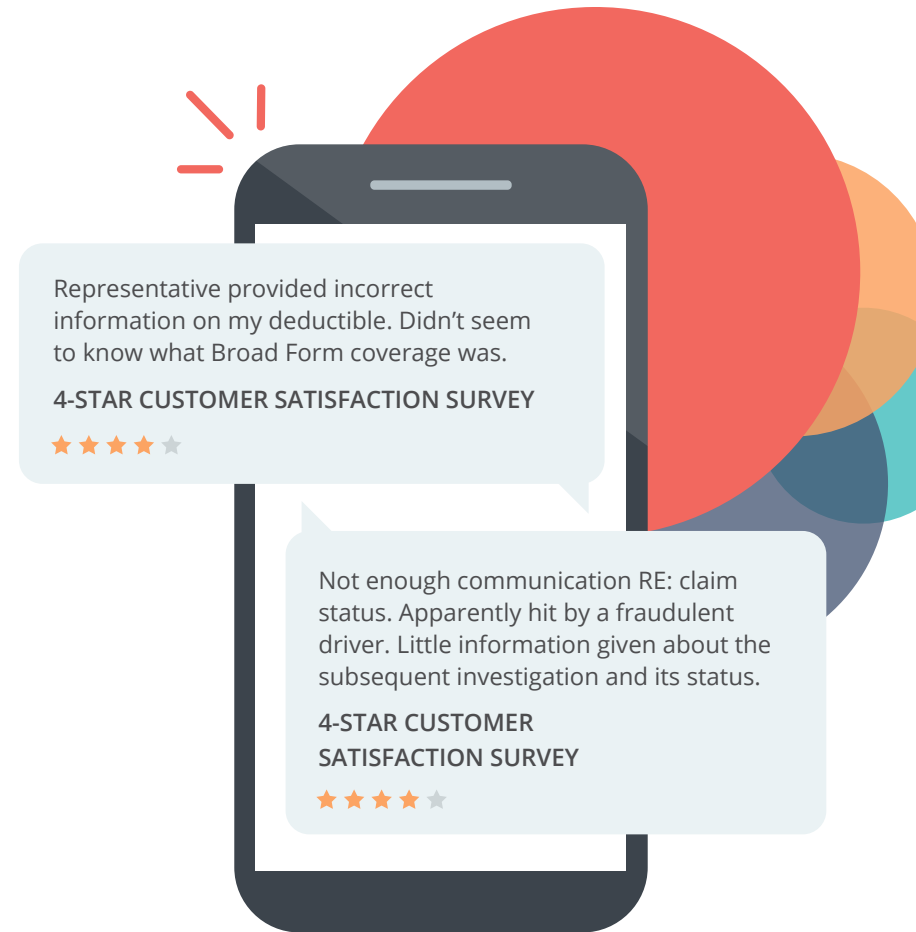 Representative provided incorrect
information on my deductible. Didn’t seem
to know what Broad Form coverage was.
4-STAR CUSTOMER SATISFACTION SURVEY
Not enough communication RE: claim
status. Apparently hit by a fraudulent
driver. Little information given about the
subsequent investigation and its status.
4-STAR CUSTOMER
SATISFACTION SURVEY